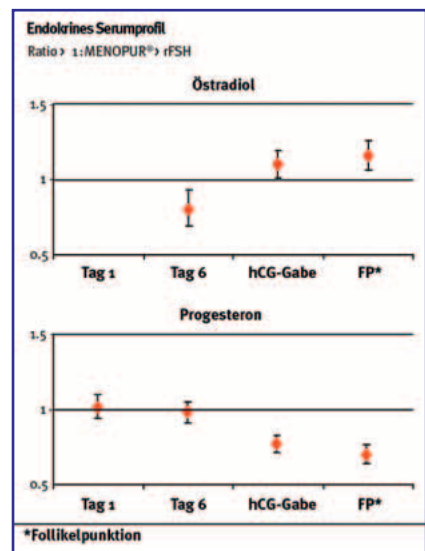 Endokrines Serumprofil
Ratio > 1:MENOPUR®> rFSH
Östradiol
1.5
1
0.5
Tag 1 Tag 6 hCG-Gabe FP*
Progesteron
1.5
1
0.5
Tag 1 Tag 6 hCG-Gabe FP*
*Follikelpunktion